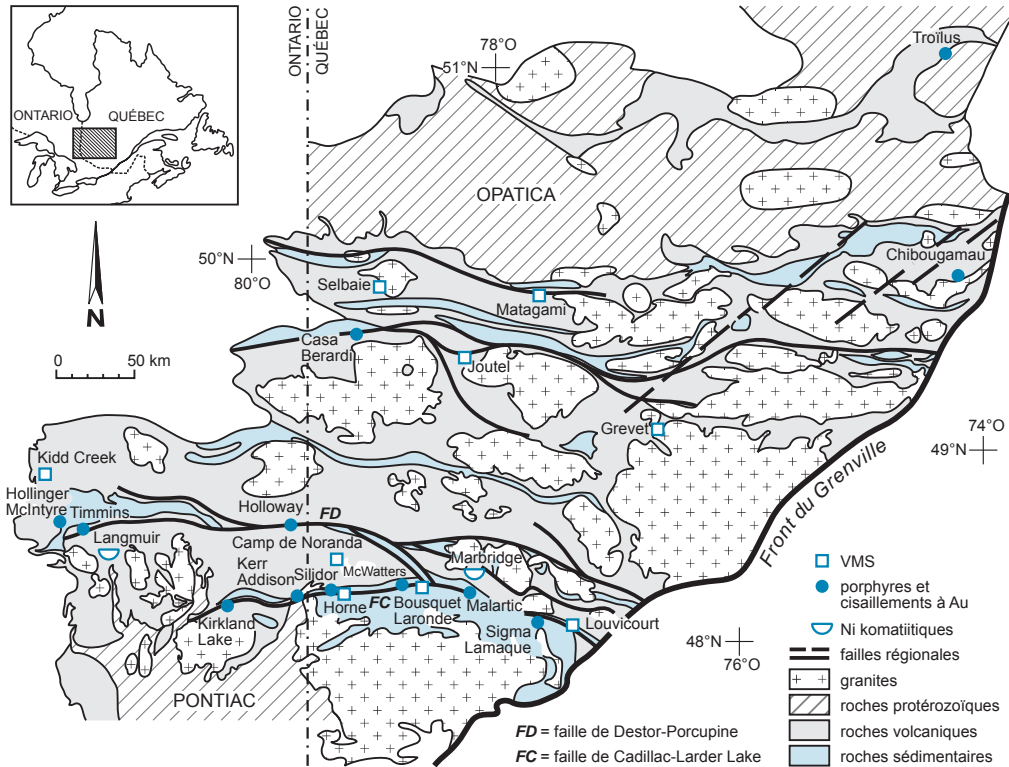 ONTARIO
QUÉBEC
ONTARIO
QUÉBEC
78°O
51°N
Troïlus
OPATICA
50°N
80°O
Chibougamau
Selbaie
Matagami
N
0
50 km
Casa
Berardi
Joutel
Grevet
74°O
49°N
Front du Grenville
Kidd Creek
Hollinger
McIntyre
Timmins
Langmuir
Holloway
FD
Camp de Noranda
Marbridge
Kerr
Addison
Silidor
McWatters
Horne
FC
Bousquet
Laronde
Malartic
Kirkland
Lake
Sigma
Lamaque
Louvicourt
48°N
76°O
PONTIAC
VMS
porphyres et
cisaillements à Au
Ni komatiitiques
failles régionales
granites
roches protérozoïques
roches volcaniques
roches sédimentaires
FD = faille de Destor-Porcupine
FC = faille de Cadillac-Larder Lake